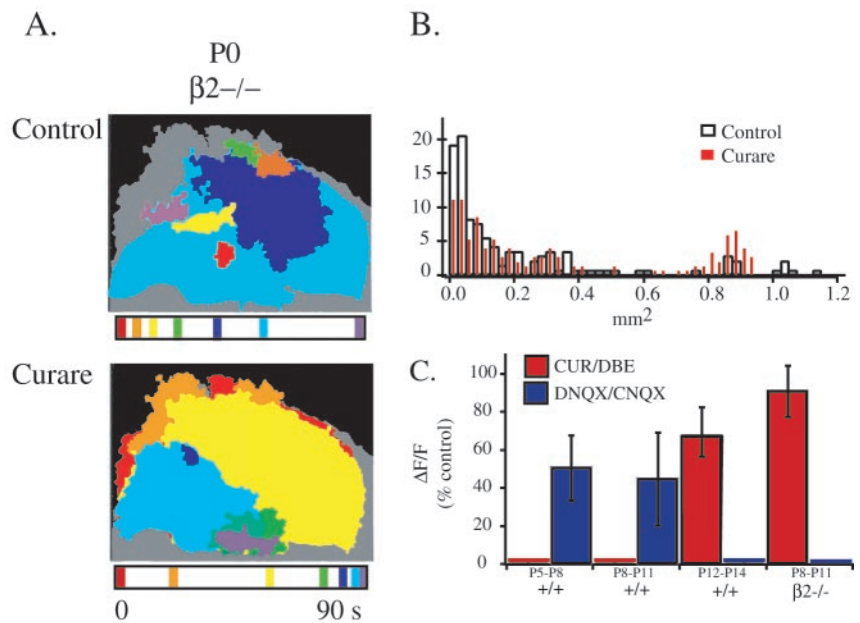 A.
P0
β2−/−
Control
Curare
0 90 s
B.
20
15
10
5
0
Control
Curare
0.0 0.2 0.4 0.6 0.8 1.0 1.2
mm2
C.
CUR/DBE
DNQX/CNQX
ΔF/F
(% control)
100
80
60
40
20
0
P5-P8 P8-P11 P12-P14 P8-P11
+/+ +/+ +/+ β2-/-